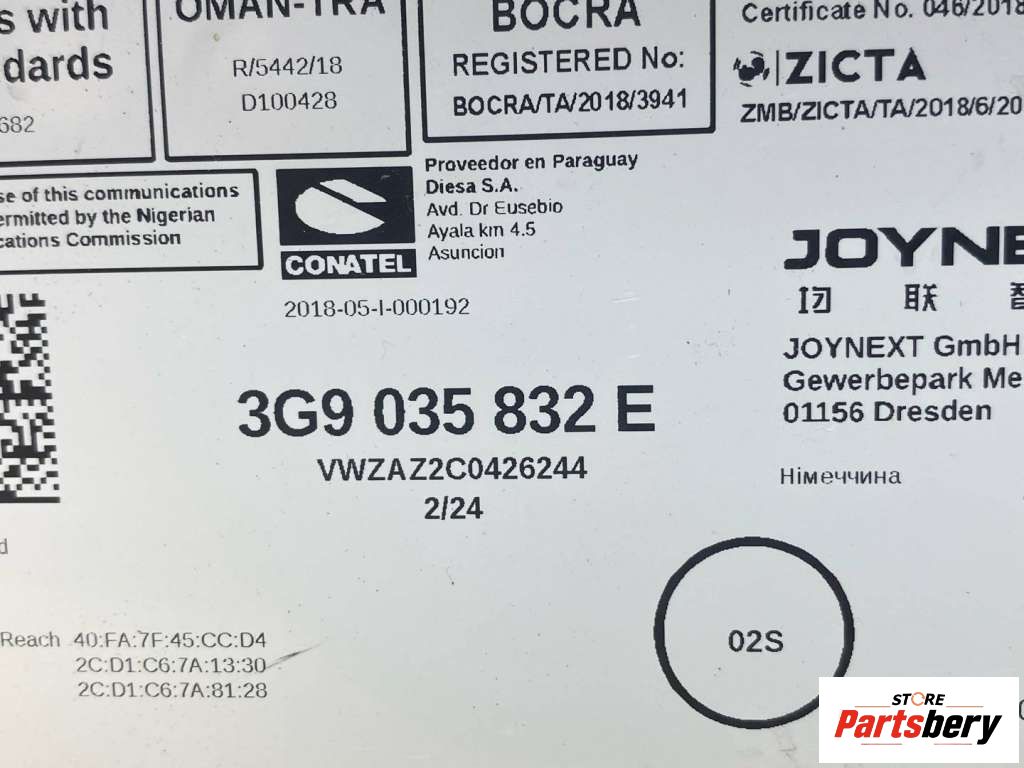 s with
dards
682
OMAN-TRA
R/5442/18
D100428
BOCRA
REGISTERED No:
BOCRA/TA/2018/3941
Certificate No. 046/2018
ZICTA
ZMB/ZICTA/TA/2018/6/20
se of this communications
ermitted by the Nigerian
cations Commission
CONATEL
Proveedor en Paraguay
Diesa S.A.
Avd. Dr Eusebio
Ayala km 4.5
Asuncion
2018-05-I-000192
JOYNE
联
JOYNEXT GmbH
Gewerbepark Me
01156 Dresden
Німеччина
3G9 035 832 E
VWZAZ2C0426244
2/24
d
Reach 40:FA:7F:45:CC:D4
2C:D1:C6:7A:13:30
2C:D1:C6:7A:81:28
02S
STORE
Partsbery